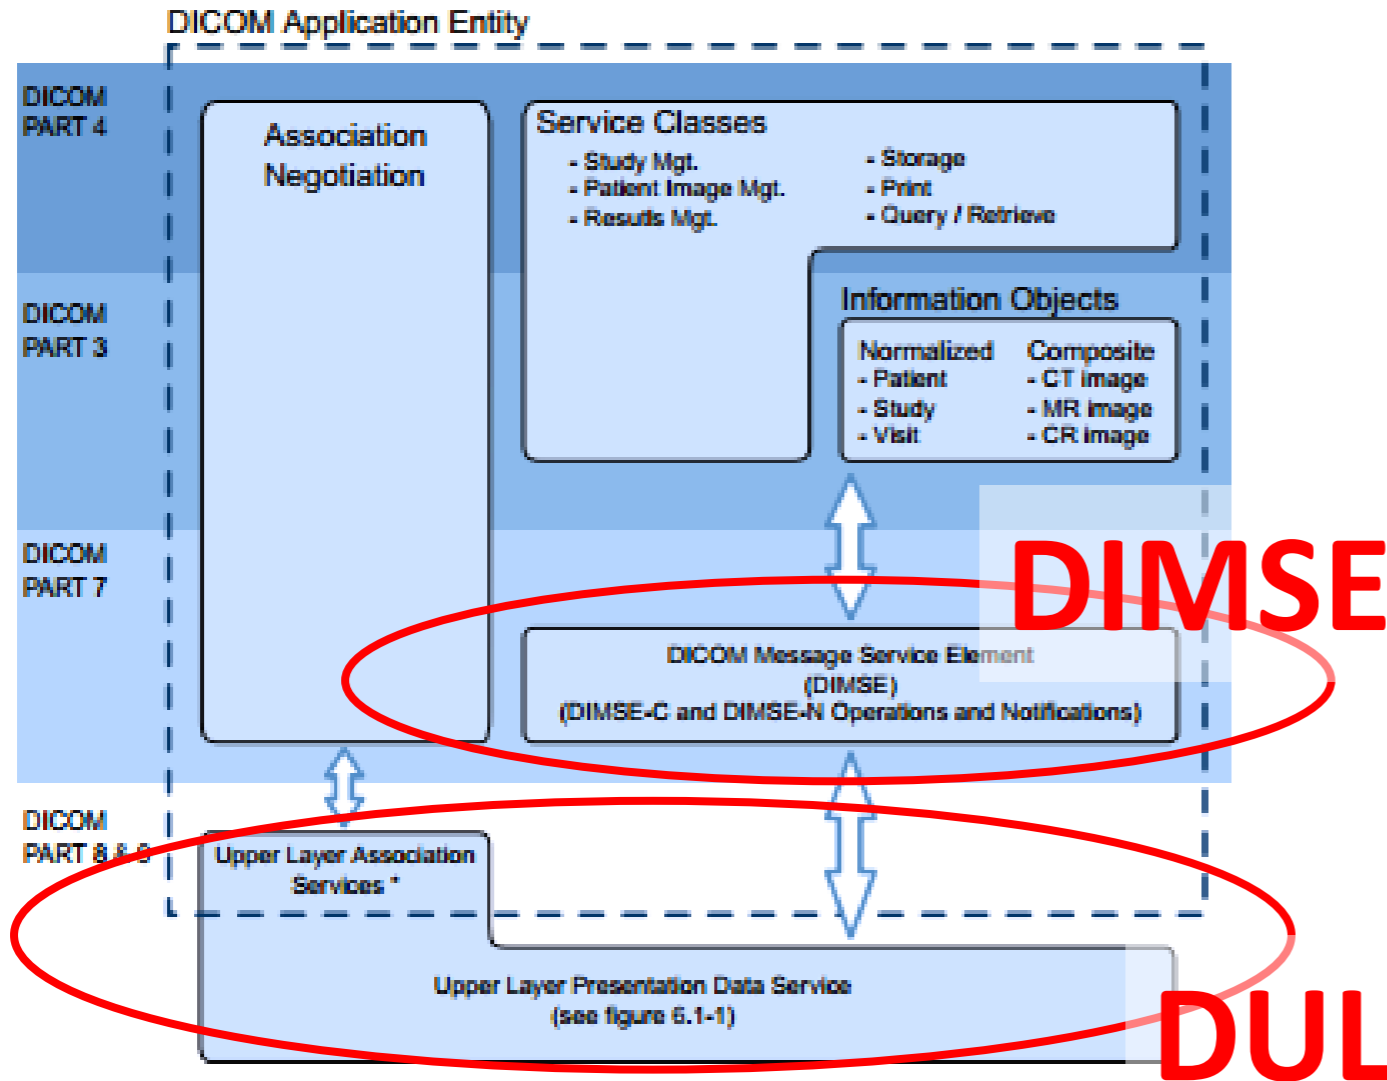 DICOM Application Entity
DICOM
PART 4
Association
Negotiation
Service Classes
- Study Mgt.
- Patient Image Mgt.
- Resutls Mgt.
- Storage
- Print
- Query / Retrieve
DICOM
PART 3
Information Objects
Normalized
- Patient
- Study
- Visit
Composite
- CT image
- MR image
- CR image
DICOM
PART 7
DIMSE
DICOM Message Service Element
(DIMSE)
(DIMSE-C and DIMSE-N Operations and Notifications)
DICOM
PART 8 & 9
Upper Layer Association
Services *
Upper Layer Presentation Data Service
(see figure 6.1-1)
DUL